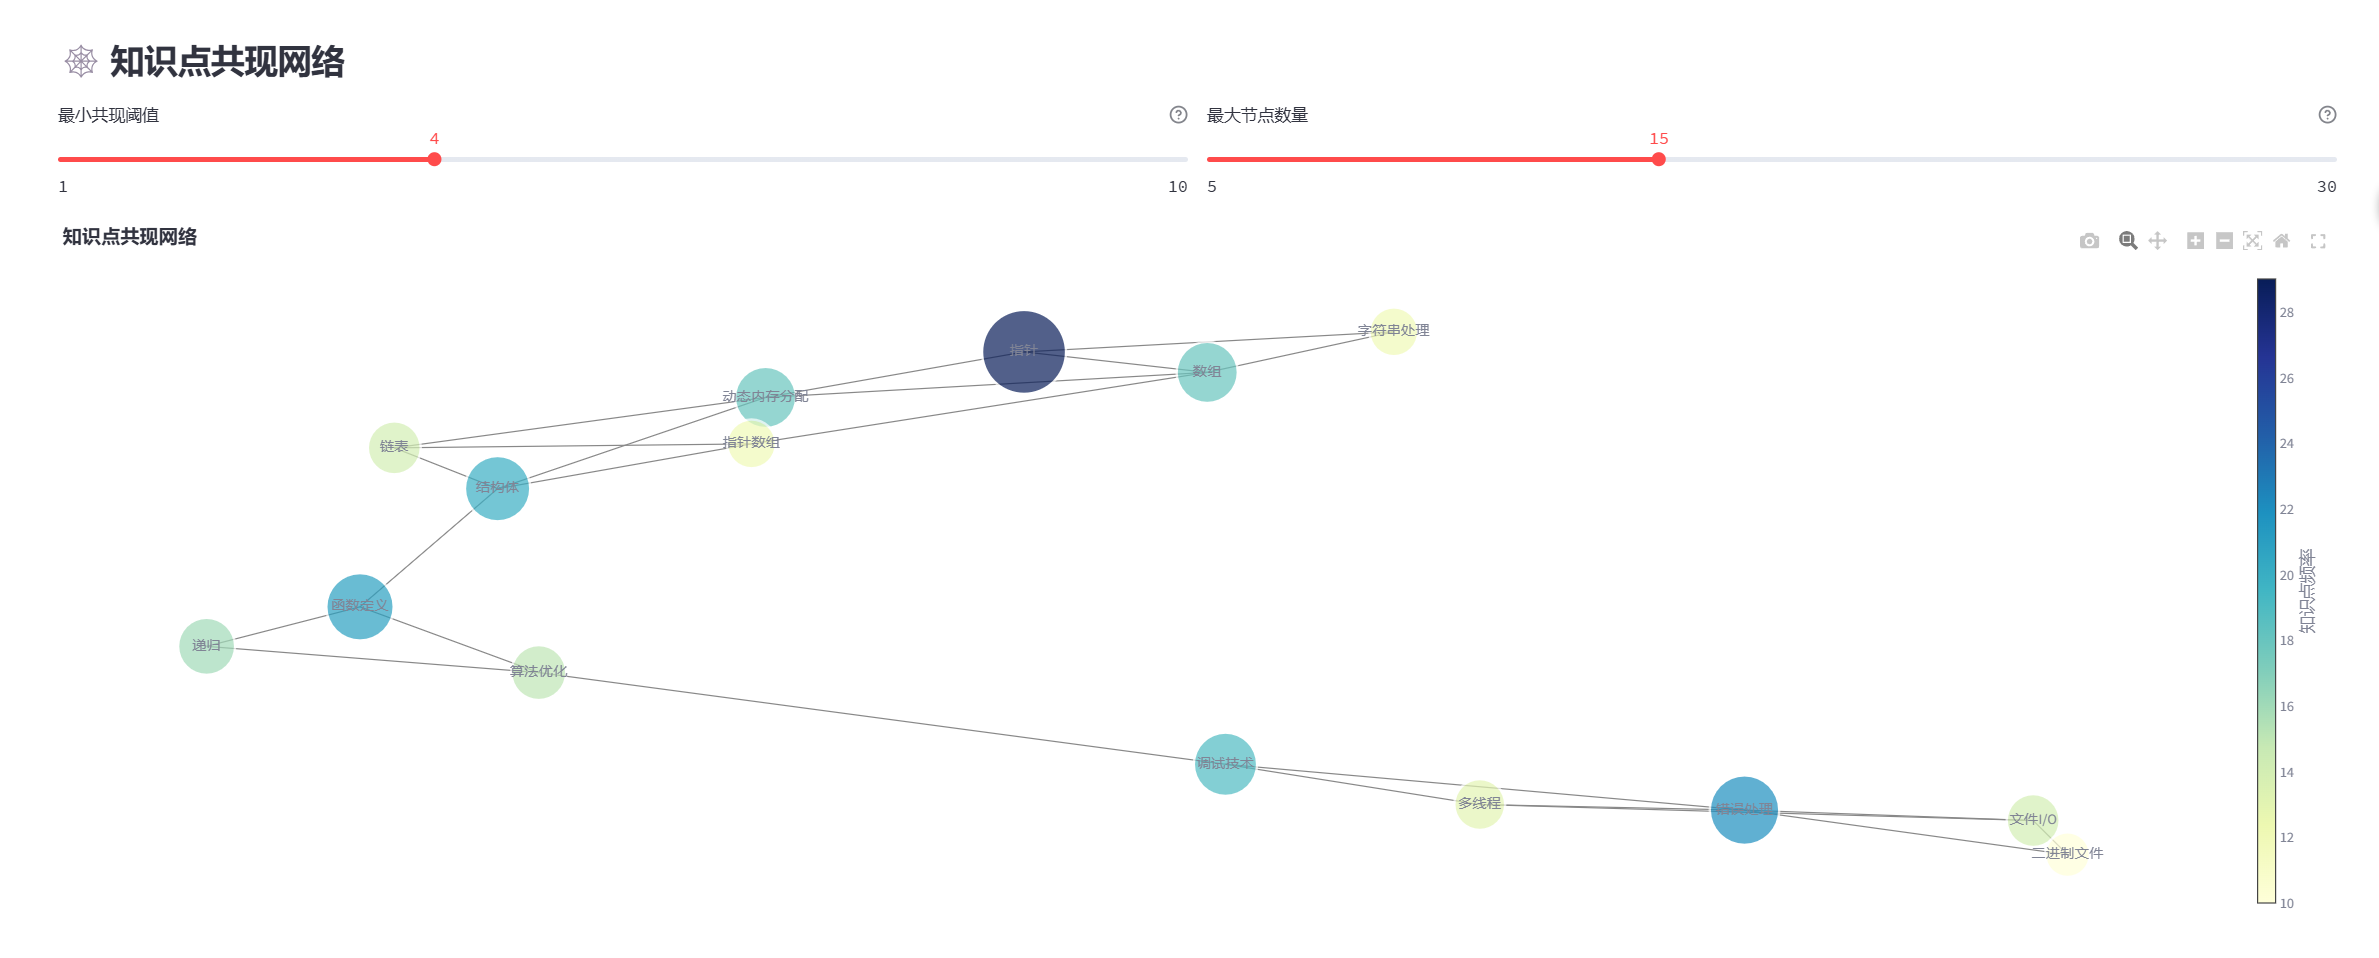 知识点共现网络
最小共现阈值
最大节点数量
4
15
1
10
5
30
知识点共现网络
28
26
24
22
20
18
16
14
12
10
知识点频率
指针
字符串处理
数组
动态内存分配
指针数组
链表
结构体
函数定义
递归
算法优化
调试技术
多线程
错误处理
文件I/O
二进制文件